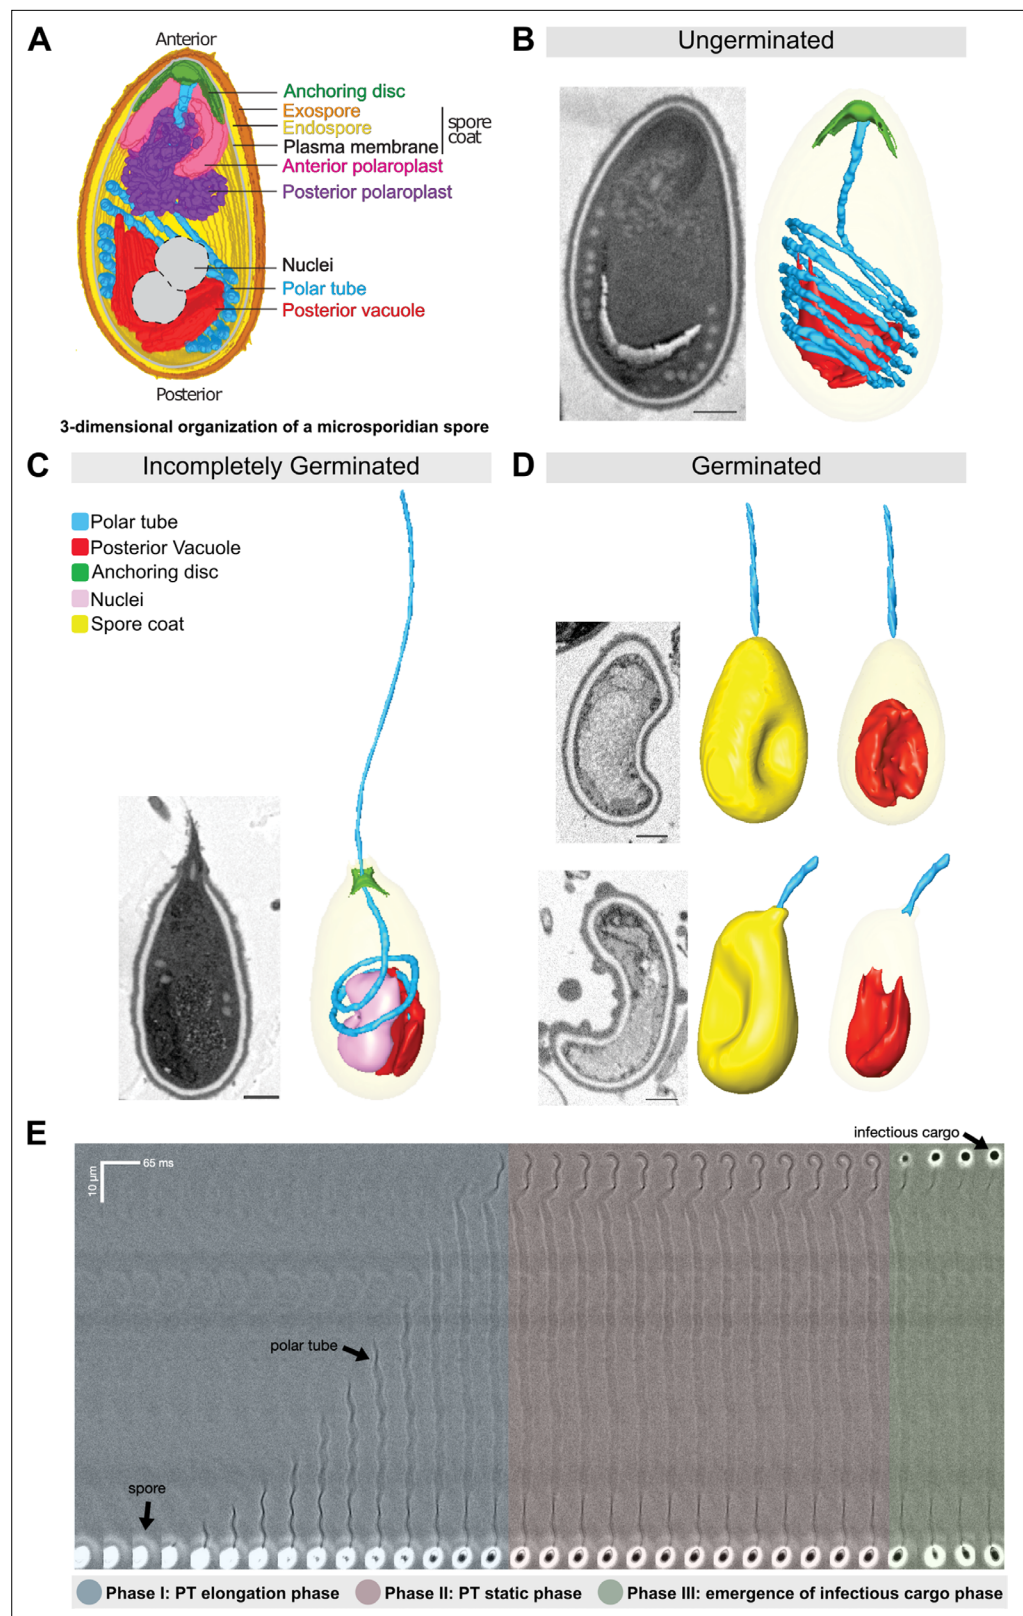 A
Anterior
Anchoring disc
Exospore
Endospore
Plasma membrane
spore
coat
Anterior polaroplast
Posterior polaroplast
Nuclei
Polar tube
Posterior vacuole
Posterior
3-dimensional organization of a microsporidian spore
B
Ungerminated
C
Incompletely Germinated
Polar tube
Posterior Vacuole
Anchoring disc
Nuclei
Spore coat
D
Germinated
E
infectious cargo
65 ms
10 µm
polar tube
spore
Phase I: PT elongation phase
Phase II: PT static phase
Phase III: emergence of infectious cargo phase